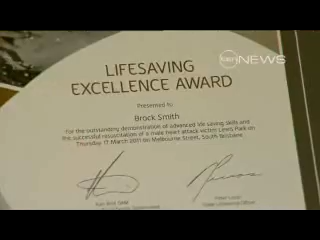 ten NEWS
LIFESAVING
EXCELLENCE AWARD
Presented to
Brock Smith
For the outstanding demonstration of advanced life saving skills and
the successful resuscitation of a male heart attack victim Lewis Park on
Thursday 17 March 2011 on Melbourne Street, South Brisbane